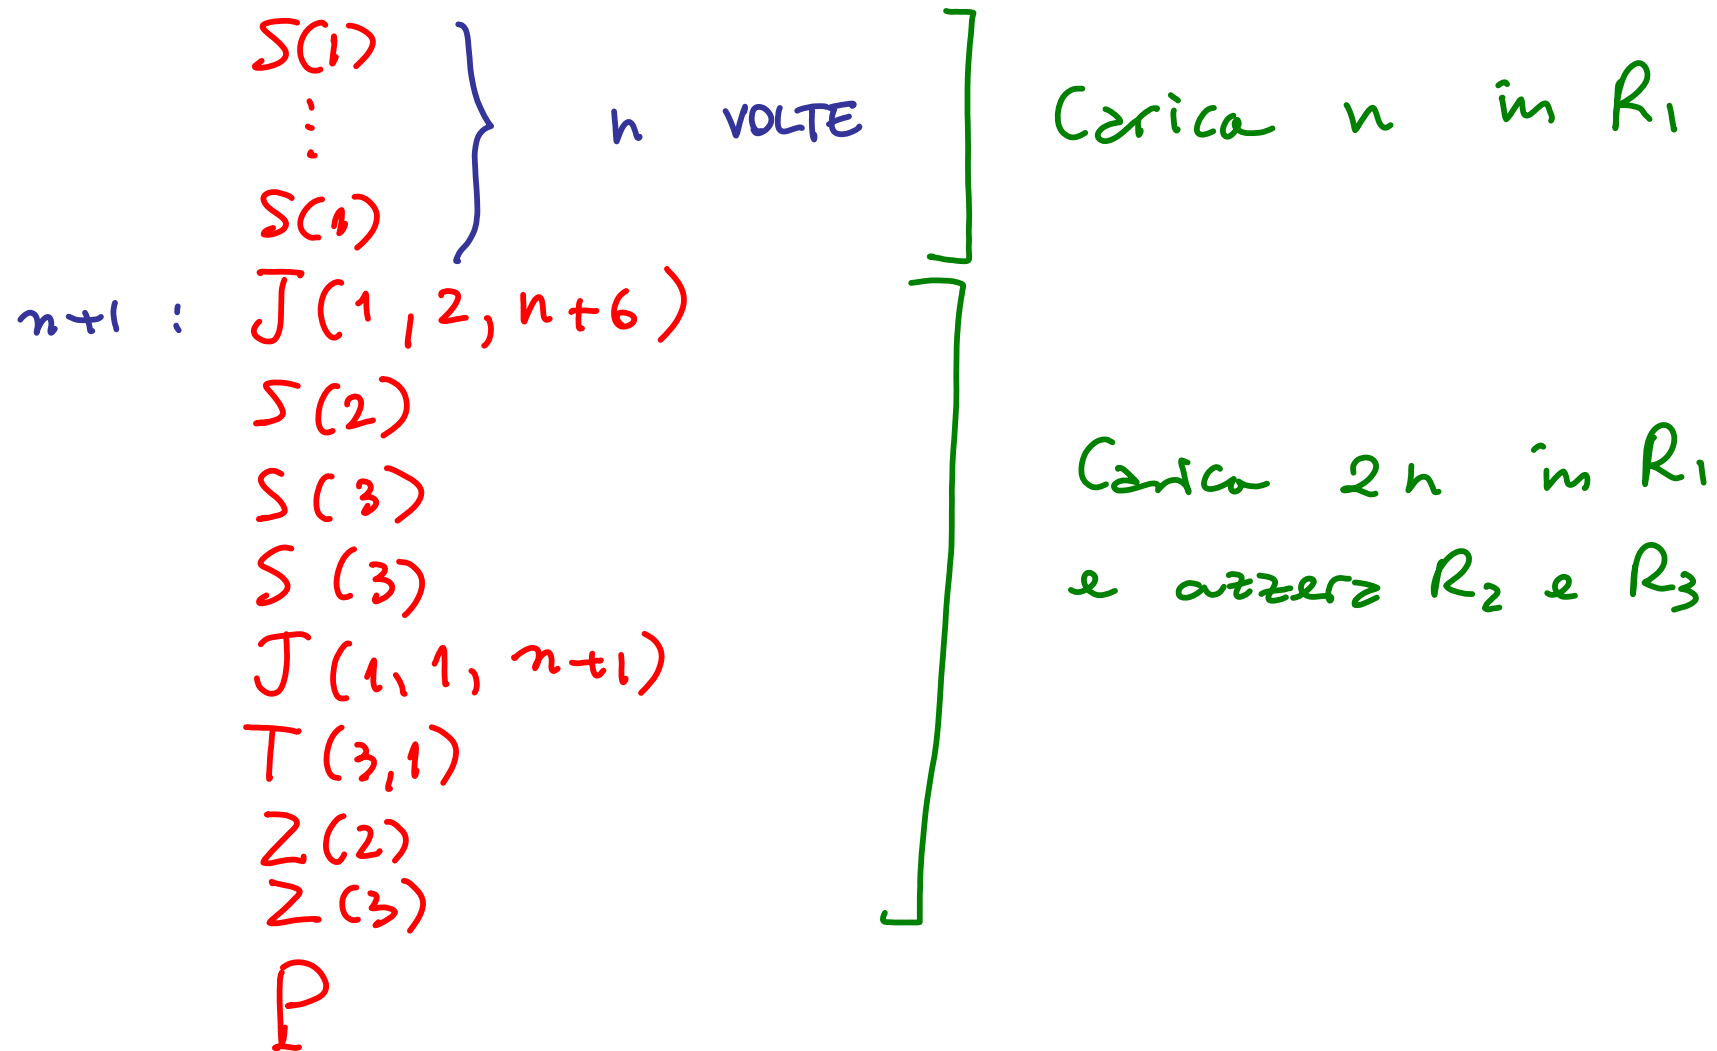 S(1)
⋮
S(1)
n VOLTE
Carica n in R1
n+1 : J(1,2,n+6)
S(2)
S(3)
S(3)
J(1,1,n+1)
T(3,1)
Z(2)
Z(3)
P
Carica 2n in R1
e azzera R2 e R3